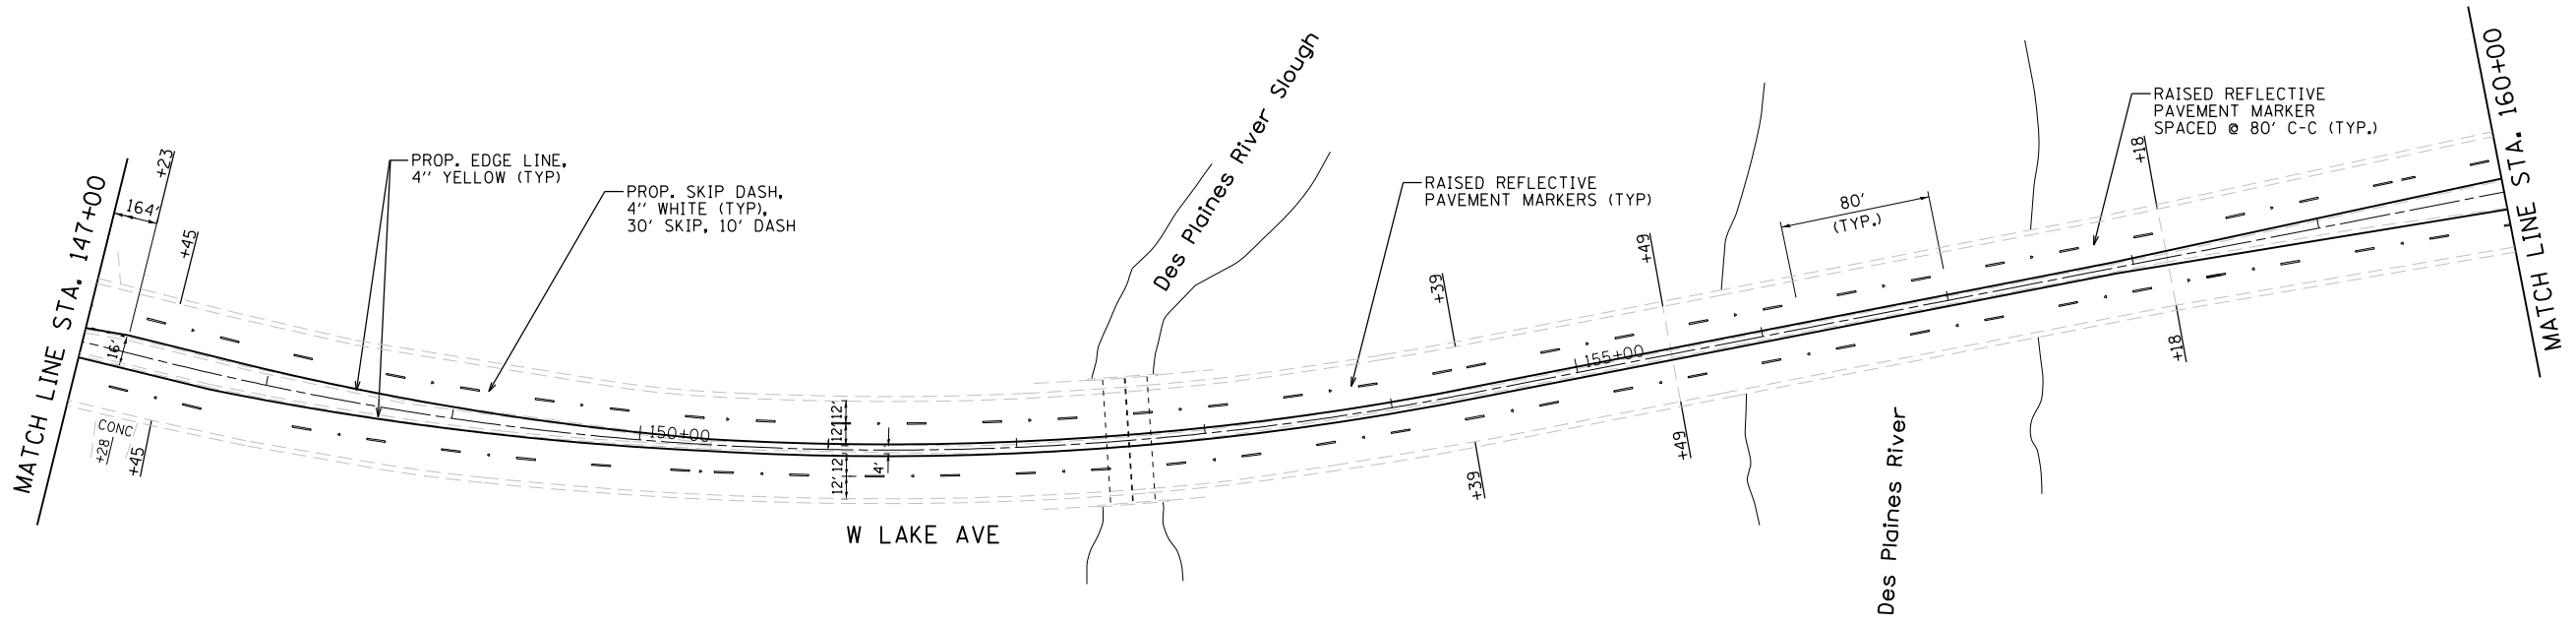 MATCH LINE STA. 147+00
164'
+23
+45
16'
CONC
+28
+45
PROP. EDGE LINE,
4'' YELLOW (TYP)
PROP. SKIP DASH,
4'' WHITE (TYP),
30' SKIP, 10' DASH
150+00
12'
12'
12'
12'
4'
W LAKE AVE
Des Plaines River Slough
RAISED REFLECTIVE
PAVEMENT MARKERS (TYP)
+39
+39
+49
155+00
+49
80'
(TYP.)
Des Plaines River
RAISED REFLECTIVE
PAVEMENT MARKER
SPACED @ 80' C-C (TYP.)
+18
+18
MATCH LINE STA. 160+00